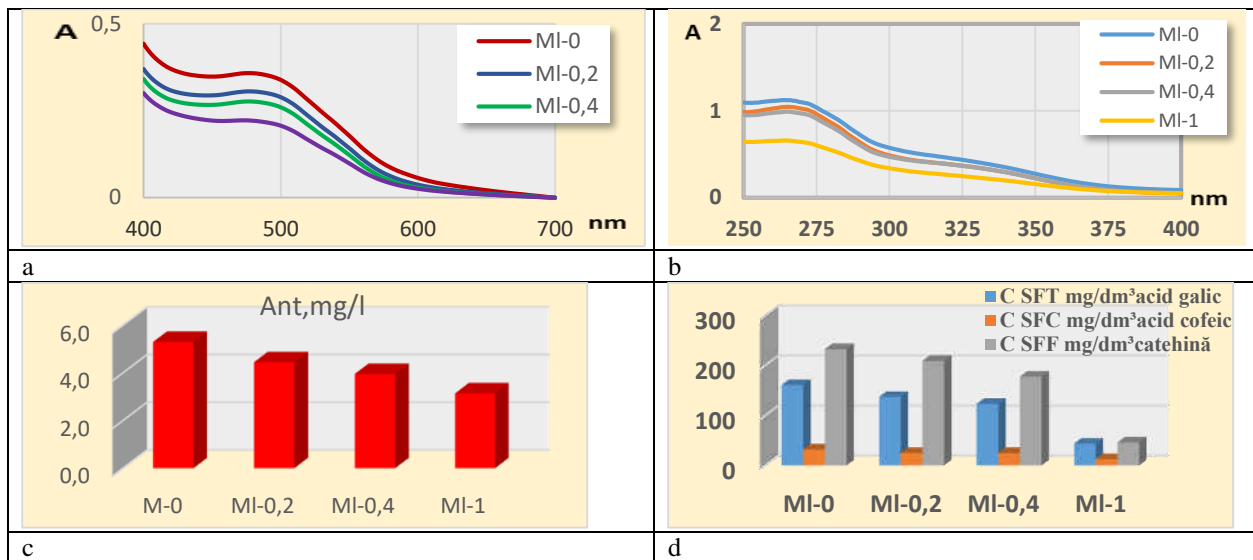 A
0,5
0
400
500
600
700
nm
Ml-0
Ml-0,2
Ml-0,4
a
A
2
1
0
250
275
300
325
350
375
400
nm
Ml-0
Ml-0,2
Ml-0,4
Ml-1
b
Ant,mg/l
6,0
4,0
2,0
0,0
M-0
Ml-0,2
Ml-0,4
Ml-1
c
C SFT mg/dm³acid galic
C SFC mg/dm³acid cofeic
C SFF mg/dm³catehină
300
200
100
0
Ml-0
Ml-0,2
Ml-0,4
Ml-1
d